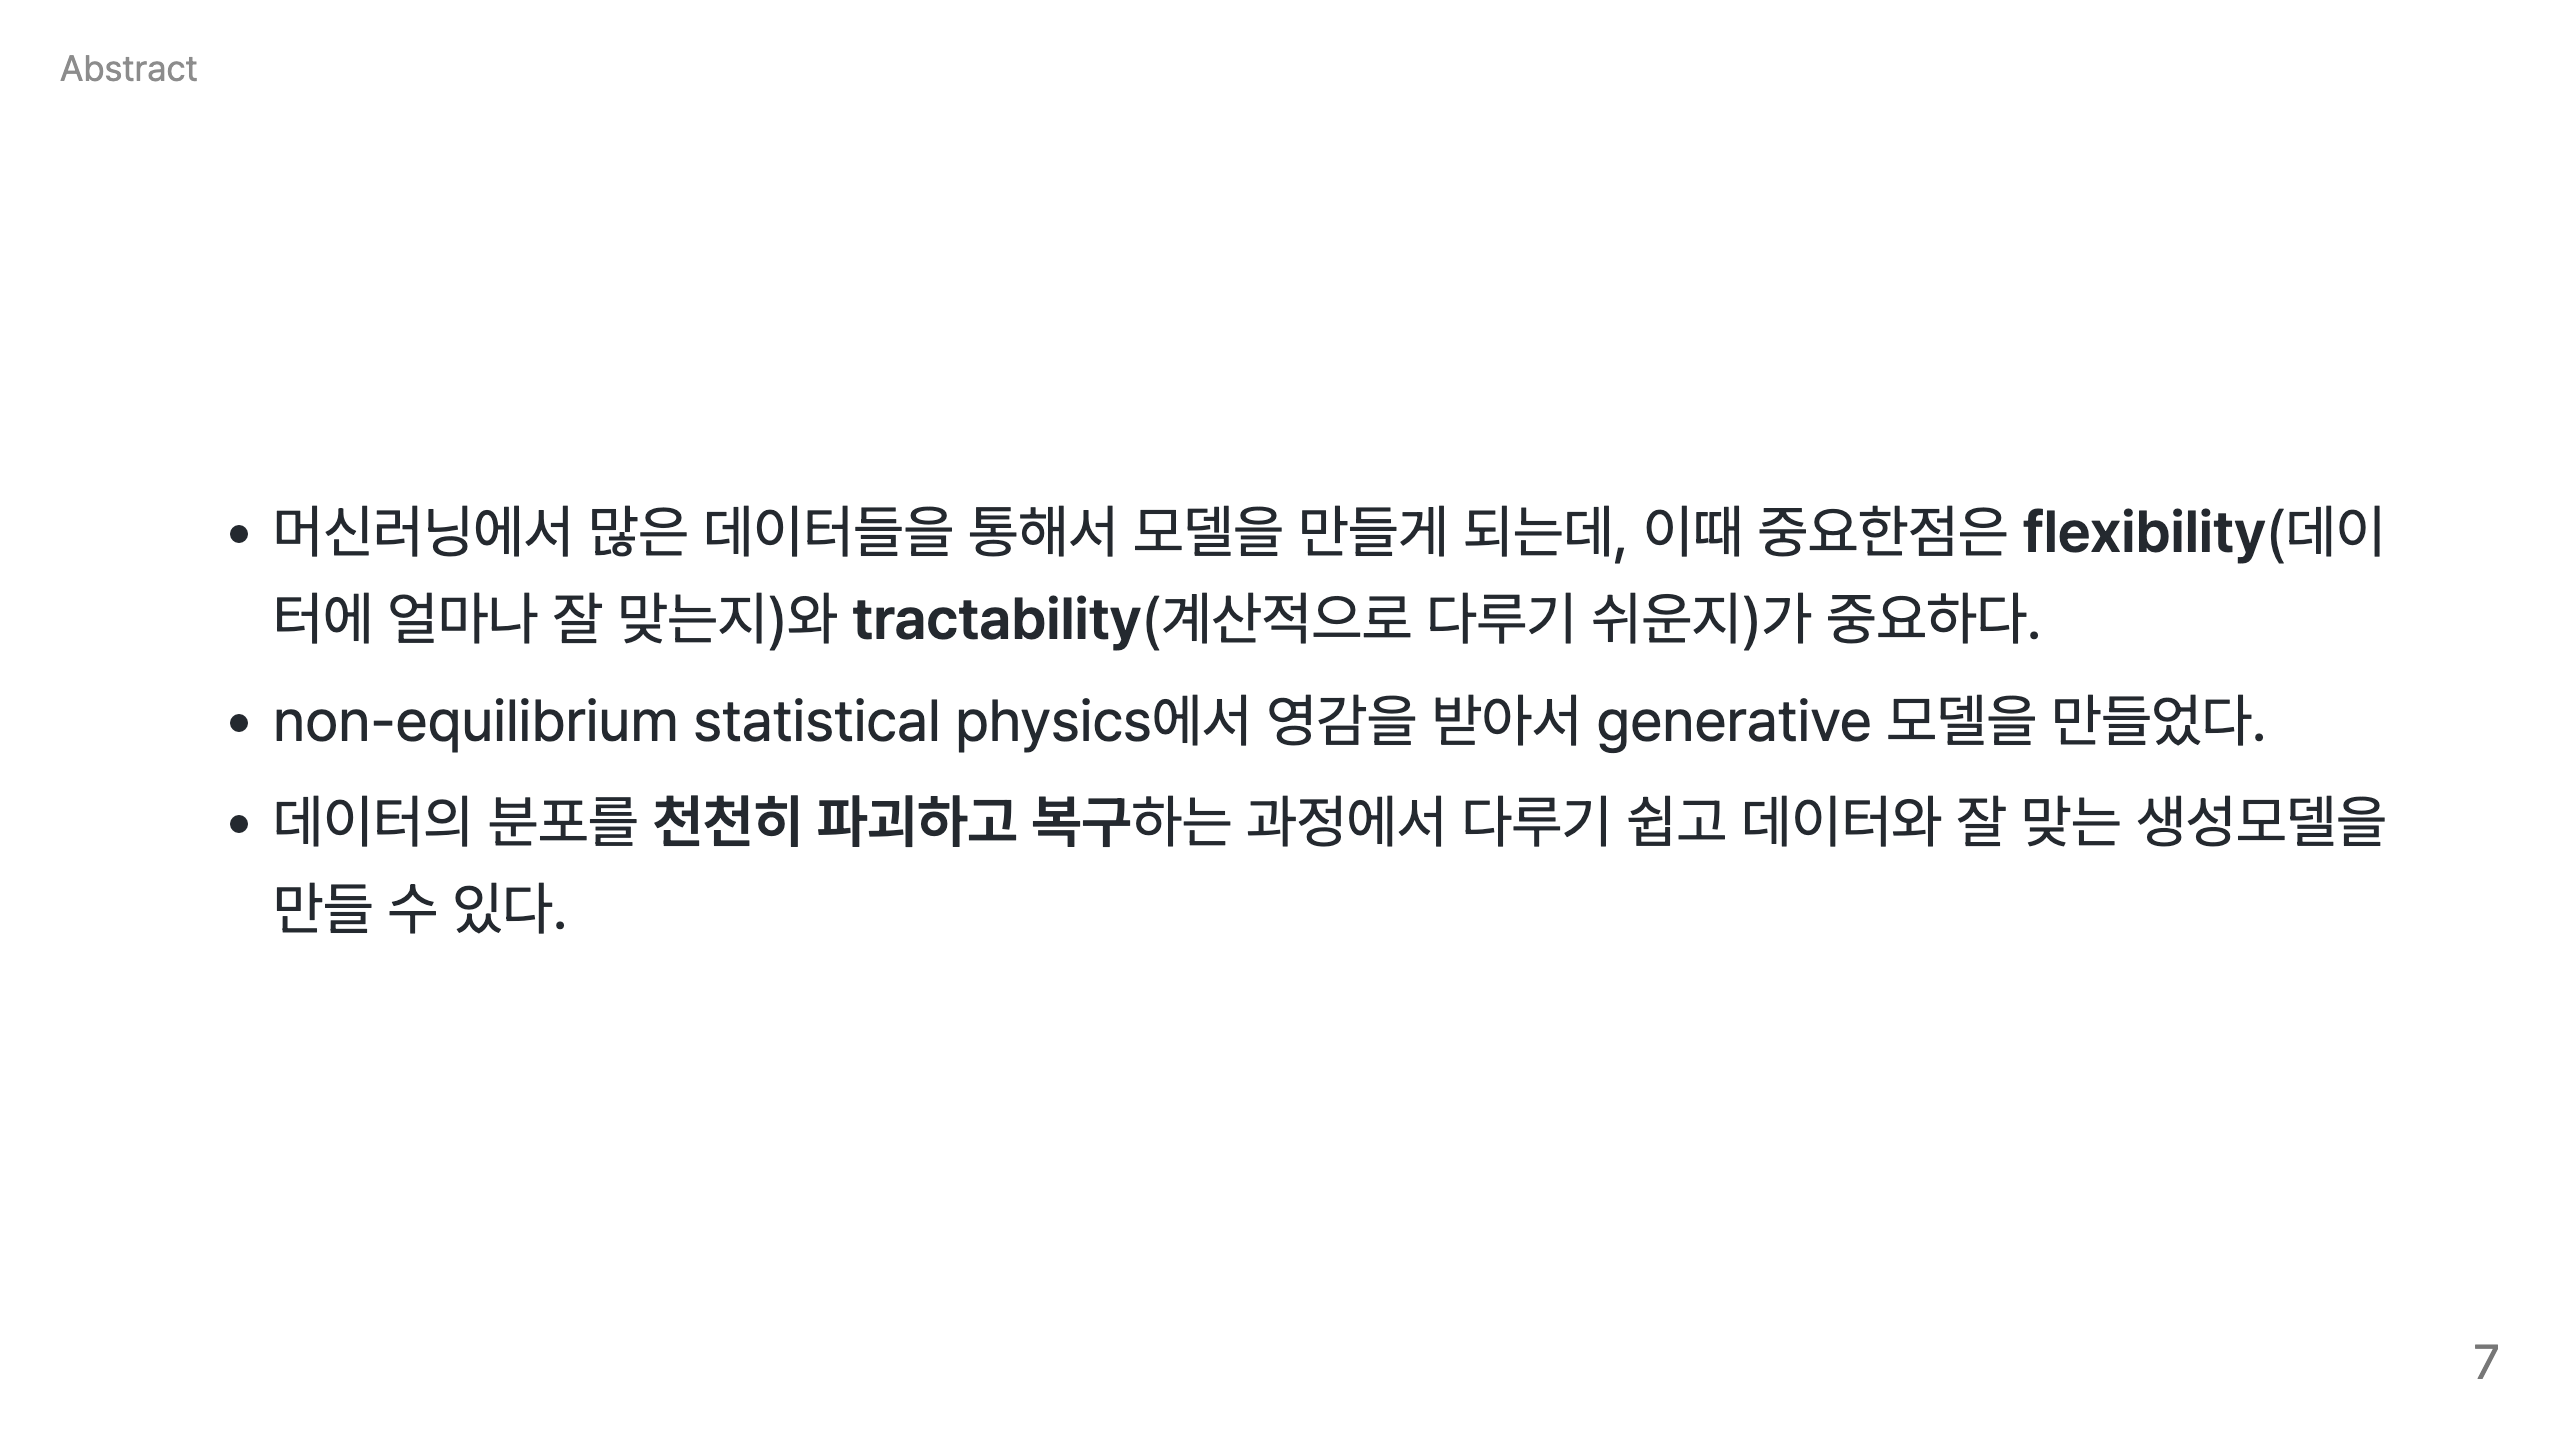 Abstract
• 머신러닝에서 많은 데이터들을 통해서 모델을 만들게 되는데, 이때 중요한점은 flexibility(데이
터에 얼마나 잘 맞는지)와 tractability(계산적으로 다루기 쉬운지)가 중요하다.
• non-equilibrium statistical physics에서 영감을 받아서 generative 모델을 만들었다.
• 데이터의 분포를 천천히 파괴하고 복구하는 과정에서 다루기 쉽고 데이터와 잘 맞는 생성모델을
만들 수 있다.
7